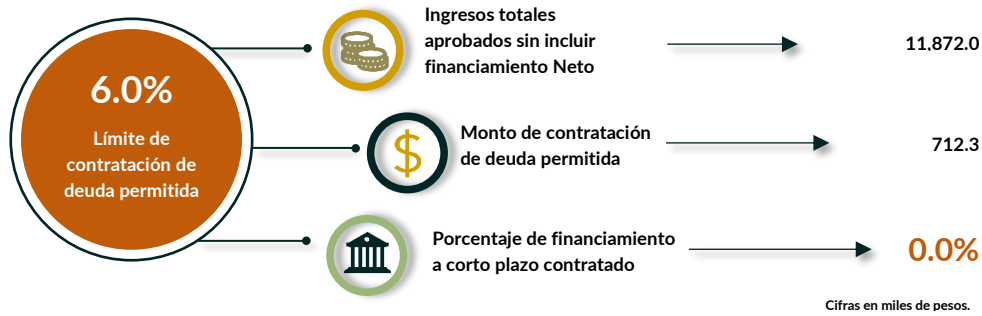 6.0%
Límite de
contratación de
deuda permitida
Ingresos totales
aprobados sin incluir
financiamiento Neto
11,872.0
$
Monto de contratación
de deuda permitida
712.3
Porcentaje de financiamiento
a corto plazo contratado
0.0%
Cifras en miles de pesos.